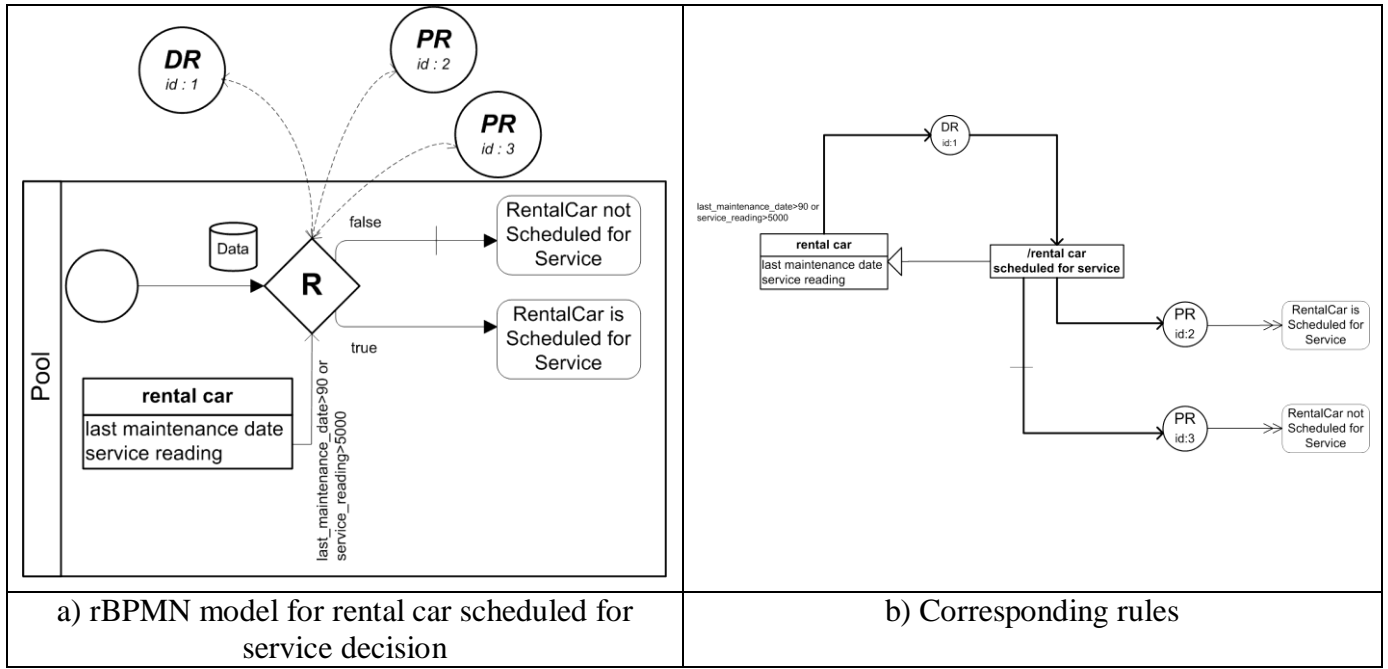 DR
id : 1
PR
id : 2
PR
id : 3
Pool
Data
R
false
true
RentalCar not
Scheduled for
Service
RentalCar is
Scheduled for
Service
rental car
last maintenance date
service reading
last_maintenance_date>90 or
service_reading>5000
a) rBPMN model for rental car scheduled for
service decision
DR
id:1
last_maintenance_date>90 or
service_reading>5000
rental car
last maintenance date
service reading
/rental car
scheduled for service
PR
id:2
RentalCar is
Scheduled for
Service
PR
id:3
RentalCar not
Scheduled for
Service
b) Corresponding rules